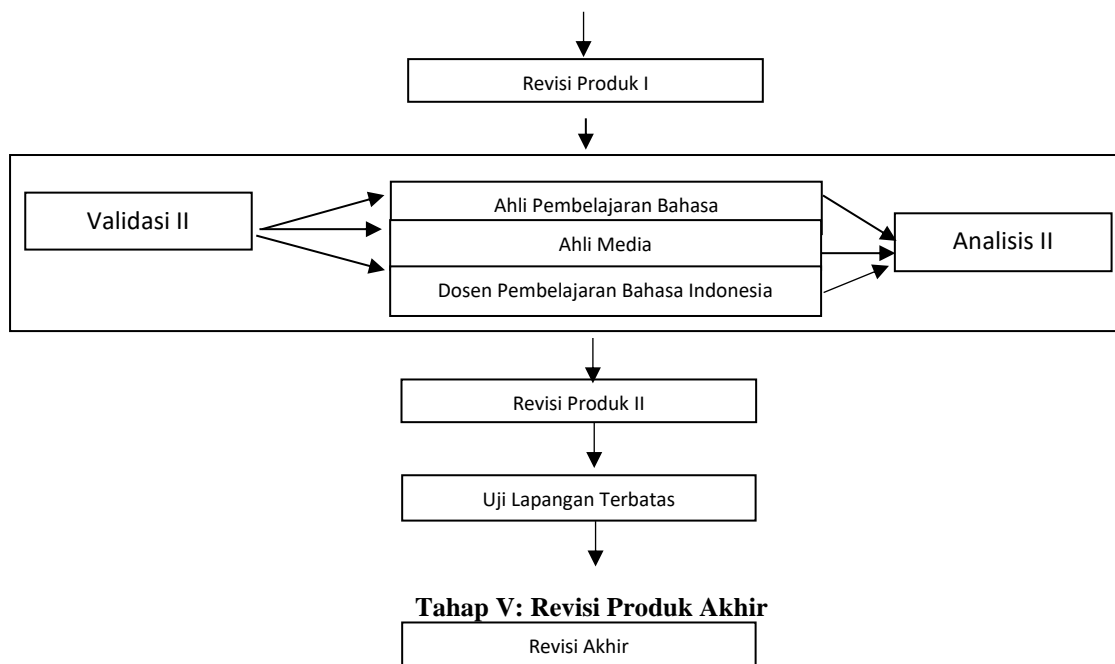 Revisi Produk I
Validasi II
Ahli Pembelajaran Bahasa
Ahli Media
Dosen Pembelajaran Bahasa Indonesia
Analisis II
Revisi Produk II
Uji Lapangan Terbatas
Tahap V: Revisi Produk Akhir
Revisi Akhir